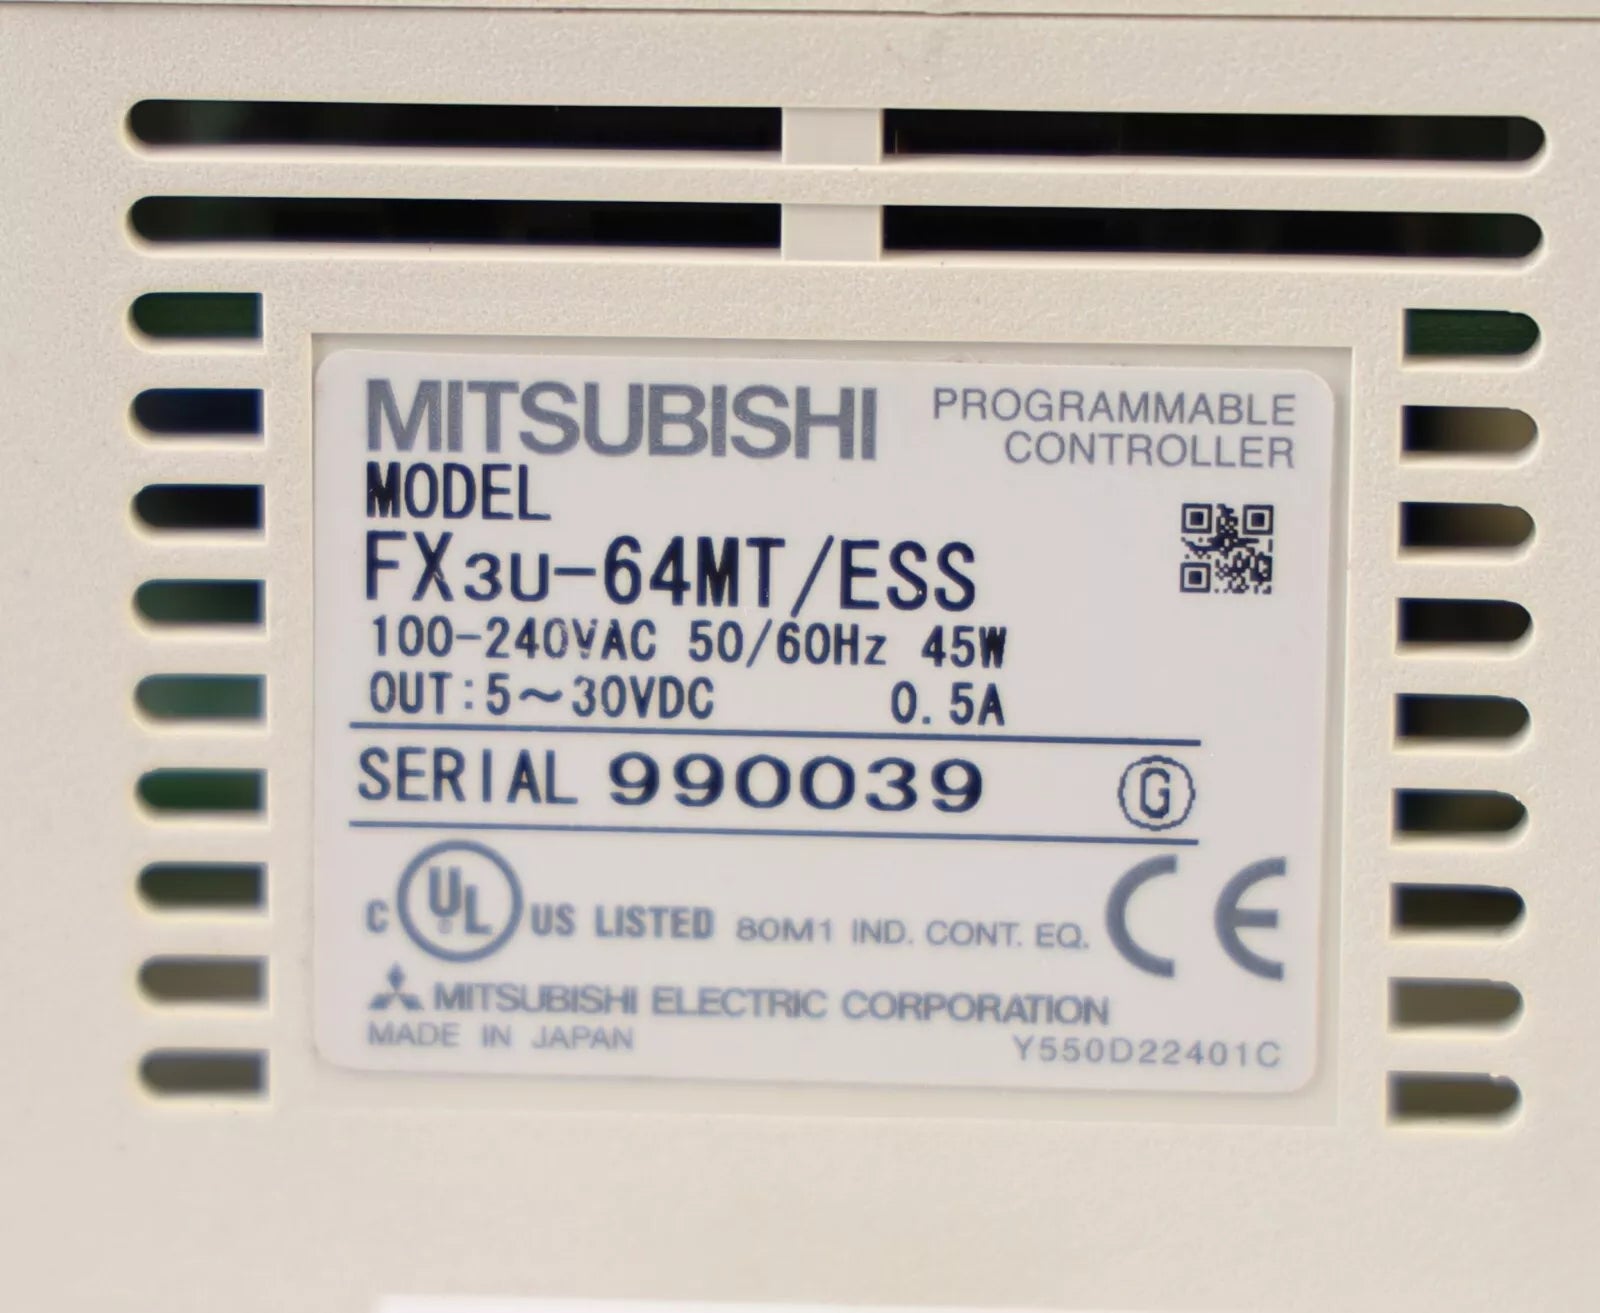 MITSUBISHI
PROGRAMMABLE
CONTROLLER
MODEL
FX3U-64MT/ESS
100-240VAC 50/60Hz 45W
OUT:5~30VDC 0.5A
SERIAL 990039 G
C UL ® US LISTED 80M1 IND. CONT. EQ. CE
MITSUBISHI ELECTRIC CORPORATION
MADE IN JAPAN Y550D22401C